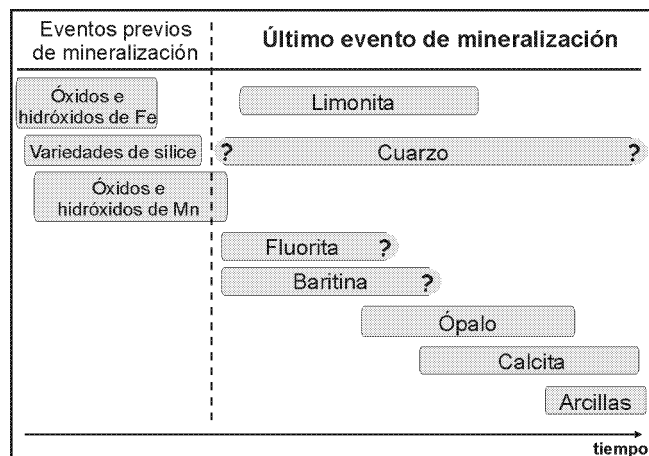 Eventos previos
de mineralización
Último evento de mineralización
Óxidos e
hidróxidos de Fe
Limonita
Variedades de sílice
? Cuarzo ?
Óxidos e
hidróxidos de Mn
Fluorita ?
Baritina ?
Ópalo
Calcita
Arcillas
tiempo